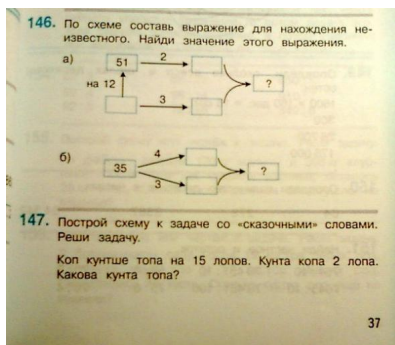 146. По схеме составь выражение для нахождения не-
известного. Найди значение этого выражения.
а) 51 2
на 12 ?
3
б) 35 4
3 ?
147. Построй схему к задаче со «сказочными» словами.
Реши задачу.
Коп кунтше топа на 15 лопов. Кунта копа 2 лопа.
Какова кунта топа?
37